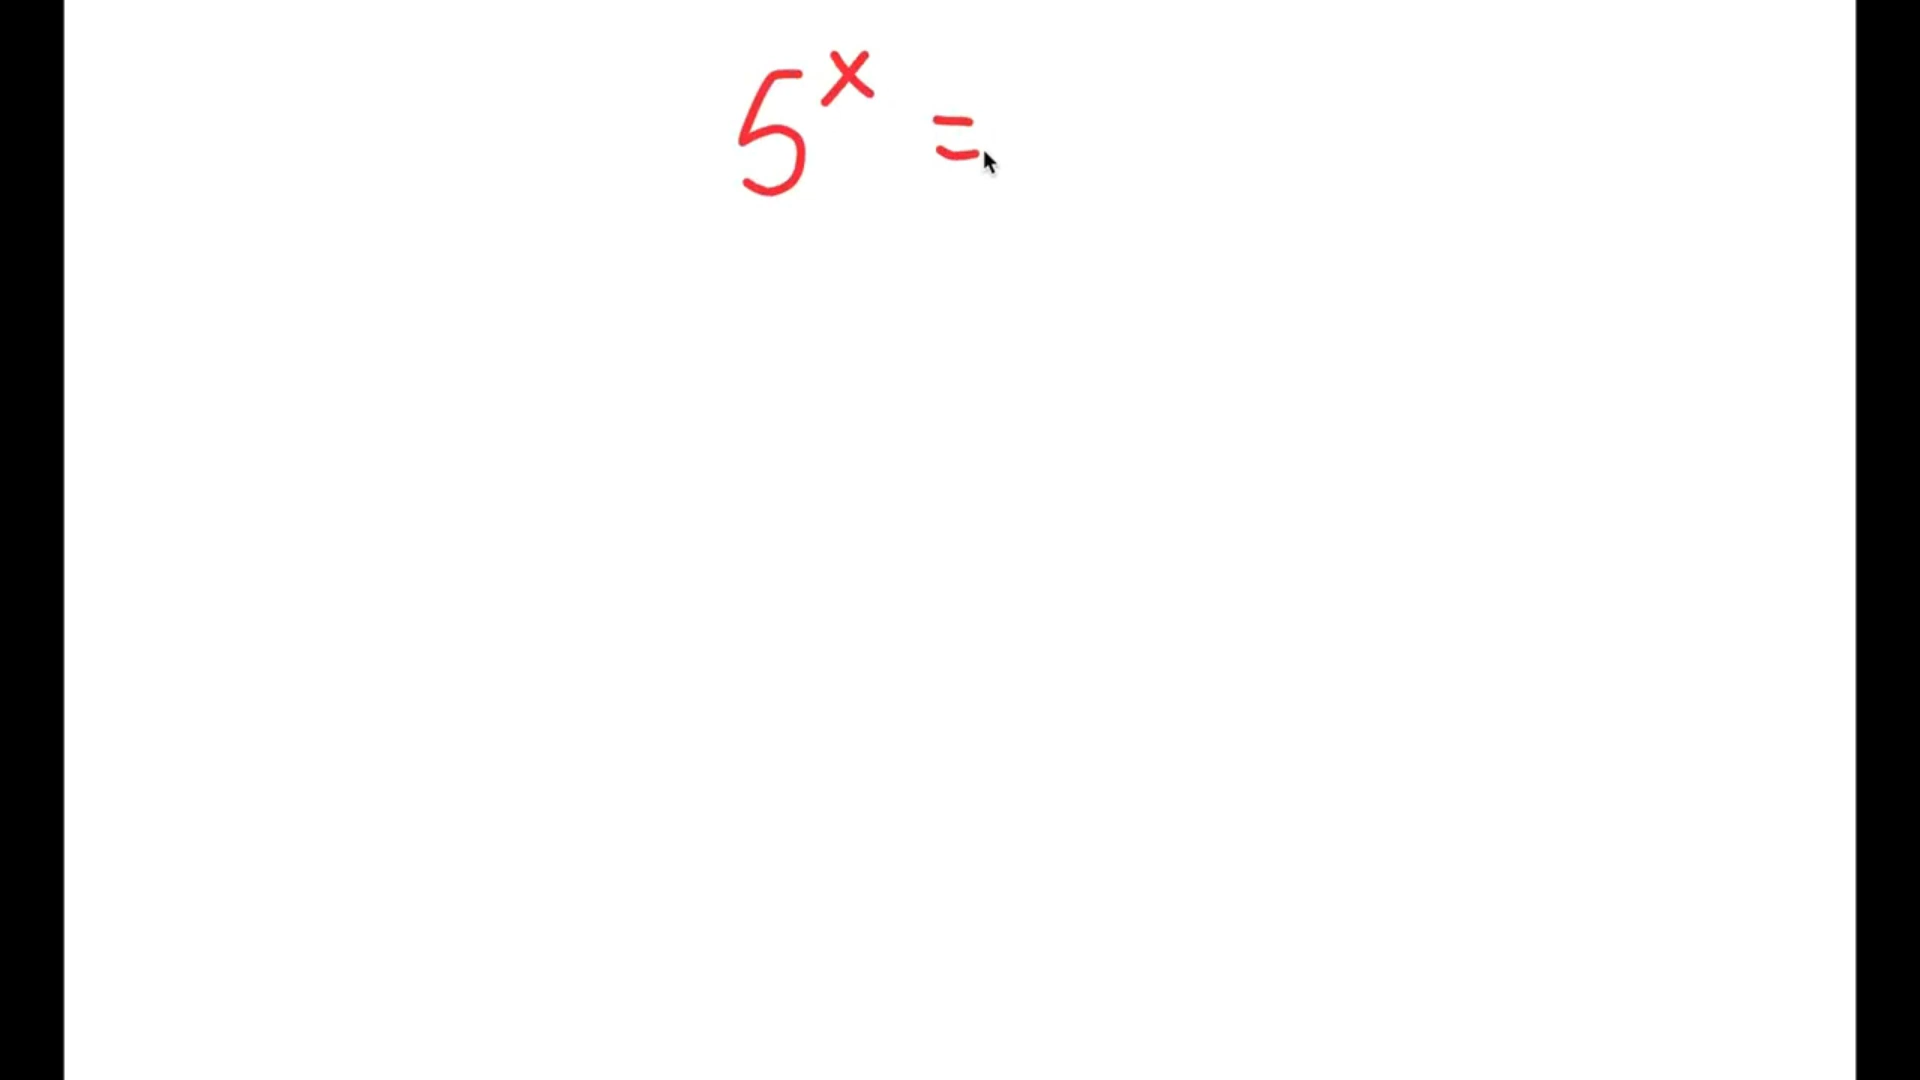 5^x =